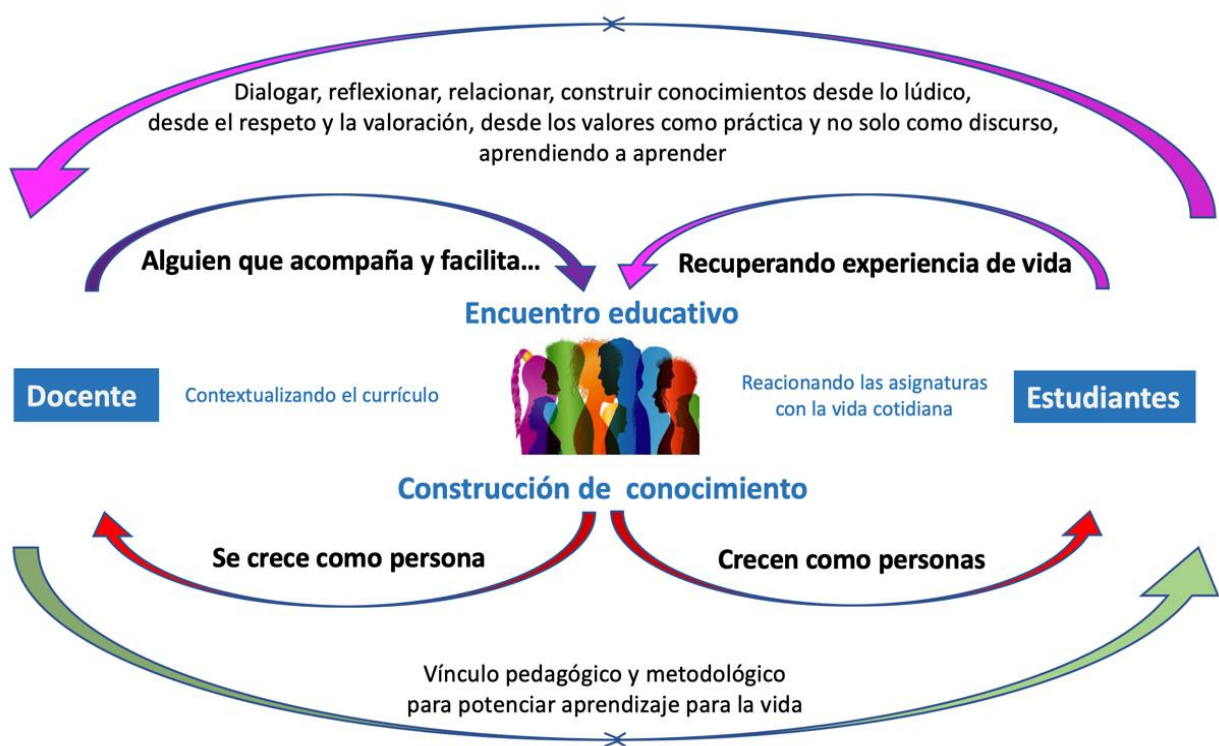 Dialogar, reflexionar, relacionar, construir conocimientos desde lo lúdico,
desde el respeto y la valoración, desde los valores como práctica y no solo como discurso,
aprendiendo a aprender
Alguien que acompaña y facilita...
Recuperando experiencia de vida
Encuentro educativo
Docente
Contextualizando el currículo
Reacionando las asignaturas
con la vida cotidiana
Estudiantes
Construcción de conocimiento
Se crece como persona
Crecen como personas
Vínculo pedagógico y metodológico
para potenciar aprendizaje para la vida